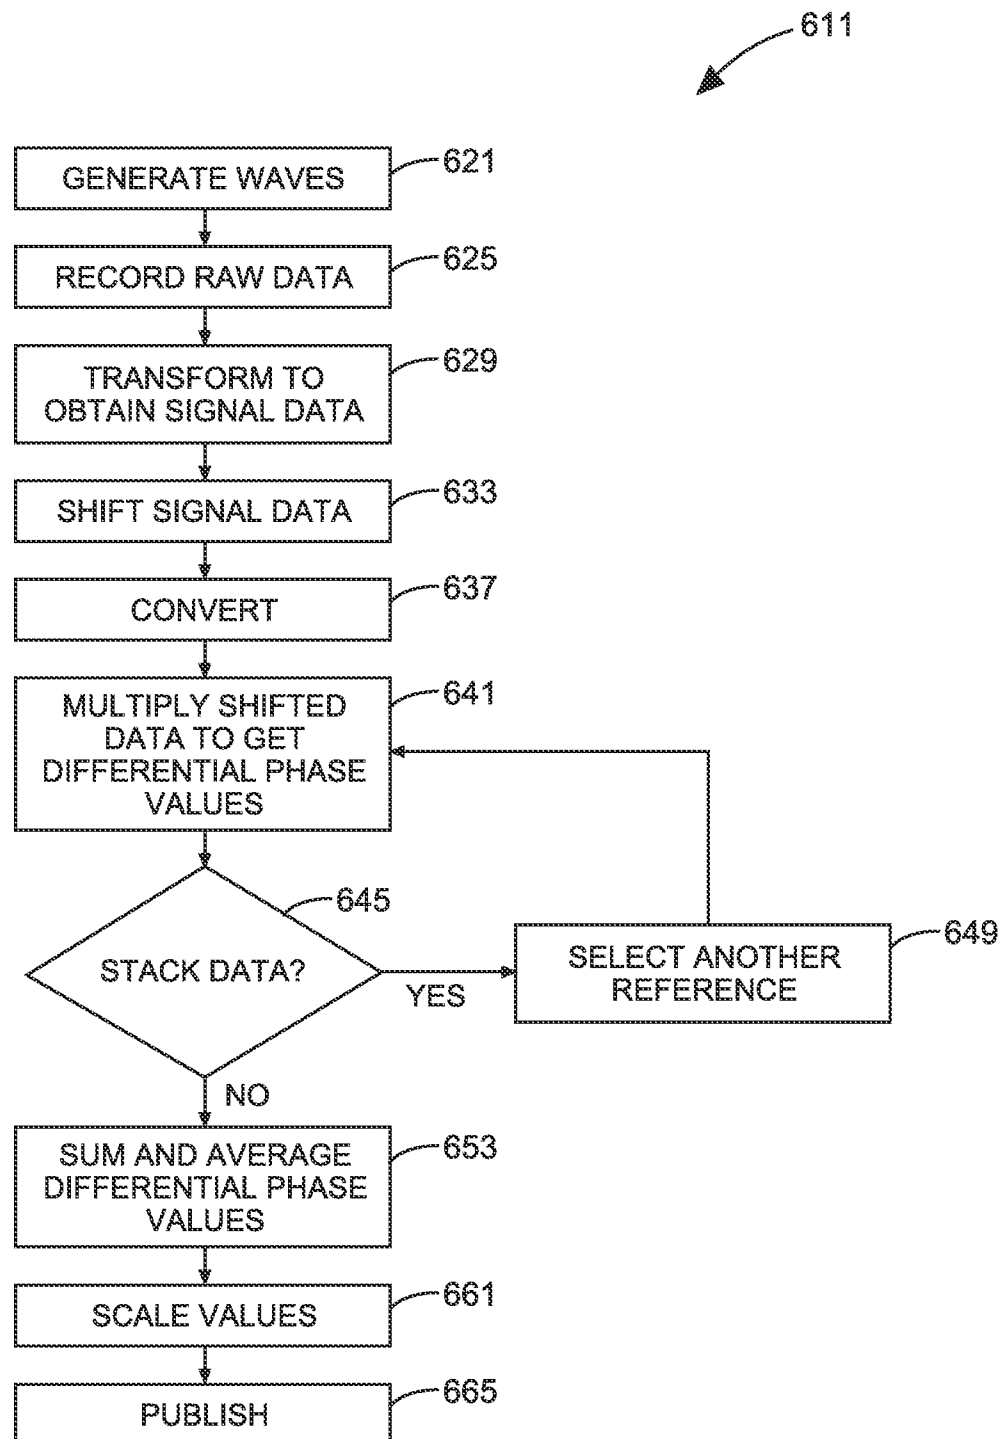 611
GENERATE WAVES
621
RECORD RAW DATA
625
TRANSFORM TO
OBTAIN SIGNAL DATA
629
SHIFT SIGNAL DATA
633
CONVERT
637
MULTIPLY SHIFTED
DATA TO GET
DIFFERENTIAL PHASE
VALUES
641
STACK DATA?
645
YES
SELECT ANOTHER
REFERENCE
649
NO
SUM AND AVERAGE
DIFFERENTIAL PHASE
VALUES
653
SCALE VALUES
661
PUBLISH
665